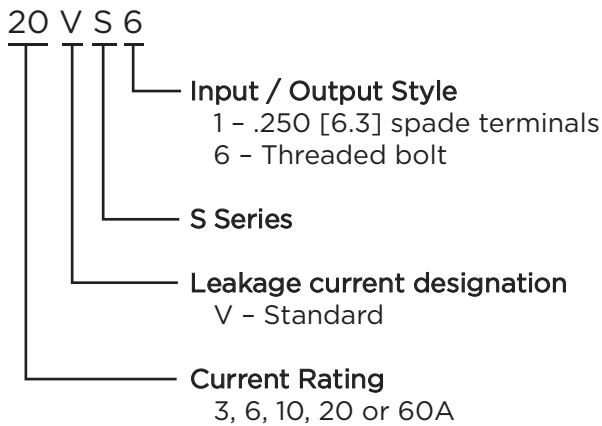 20 V S 6
Input / Output Style
1 – .250 [6.3] spade terminals
6 – Threaded bolt
S Series
Leakage current designation
V – Standard
Current Rating
3, 6, 10, 20 or 60A